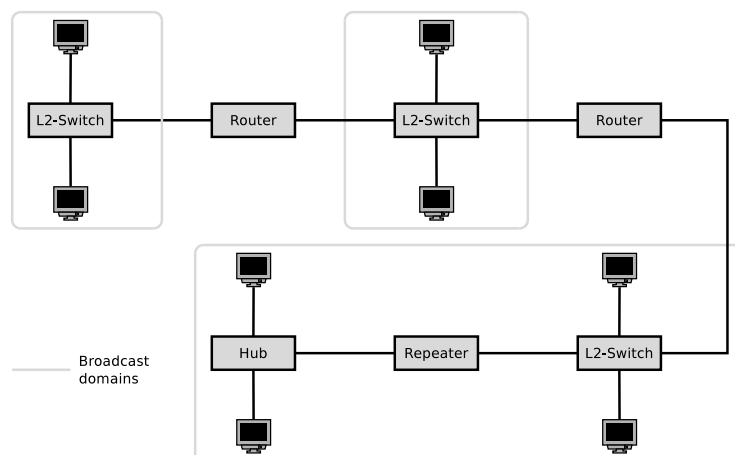 L2-Switch
Router
L2-Switch
Router
Hub
Repeater
L2-Switch
Broadcast
domains